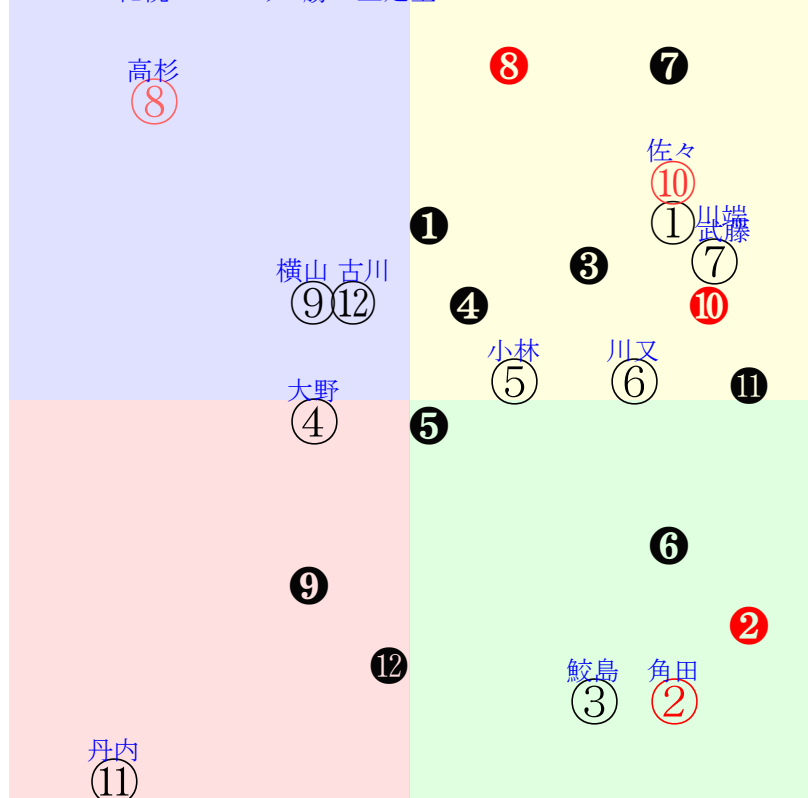 高杉
⑧
❽
❼
佐々
⑩
川端
①
武藤
⑦
❶
❸
横山 古川
⑨⑫
❹
❿
小林
⑤
川又
⑥
⓫
大野
④
❺
❻
❾
❷
⓬
鮫島
③
角田
②
丹内
⑪